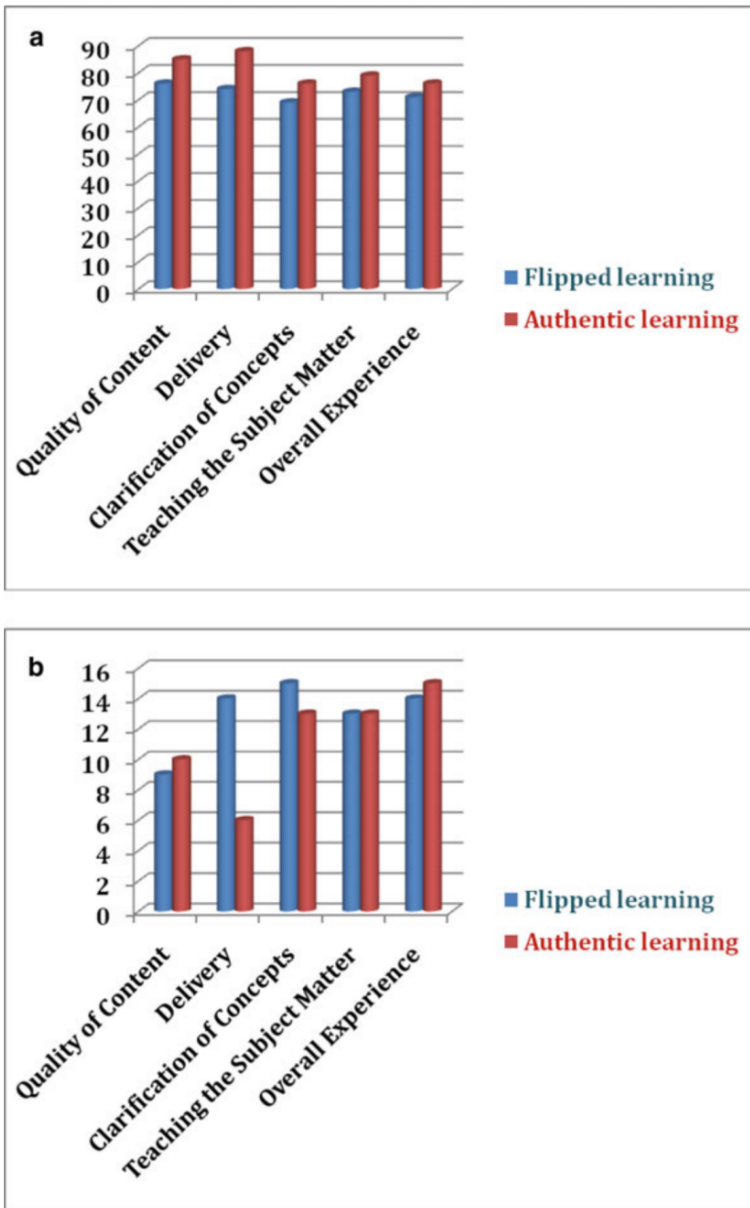 a
90
80
70
60
50
40
30
20
10
0
Quality of Content
Delivery
Clarification of Concepts
Teaching the Subject Matter
Overall Experience
Flipped learning
Authentic learning
b
16
14
12
10
8
6
4
2
0
Quality of Content
Delivery
Clarification of Concepts
Teaching the Subject Matter
Overall Experience
Flipped learning
Authentic learning